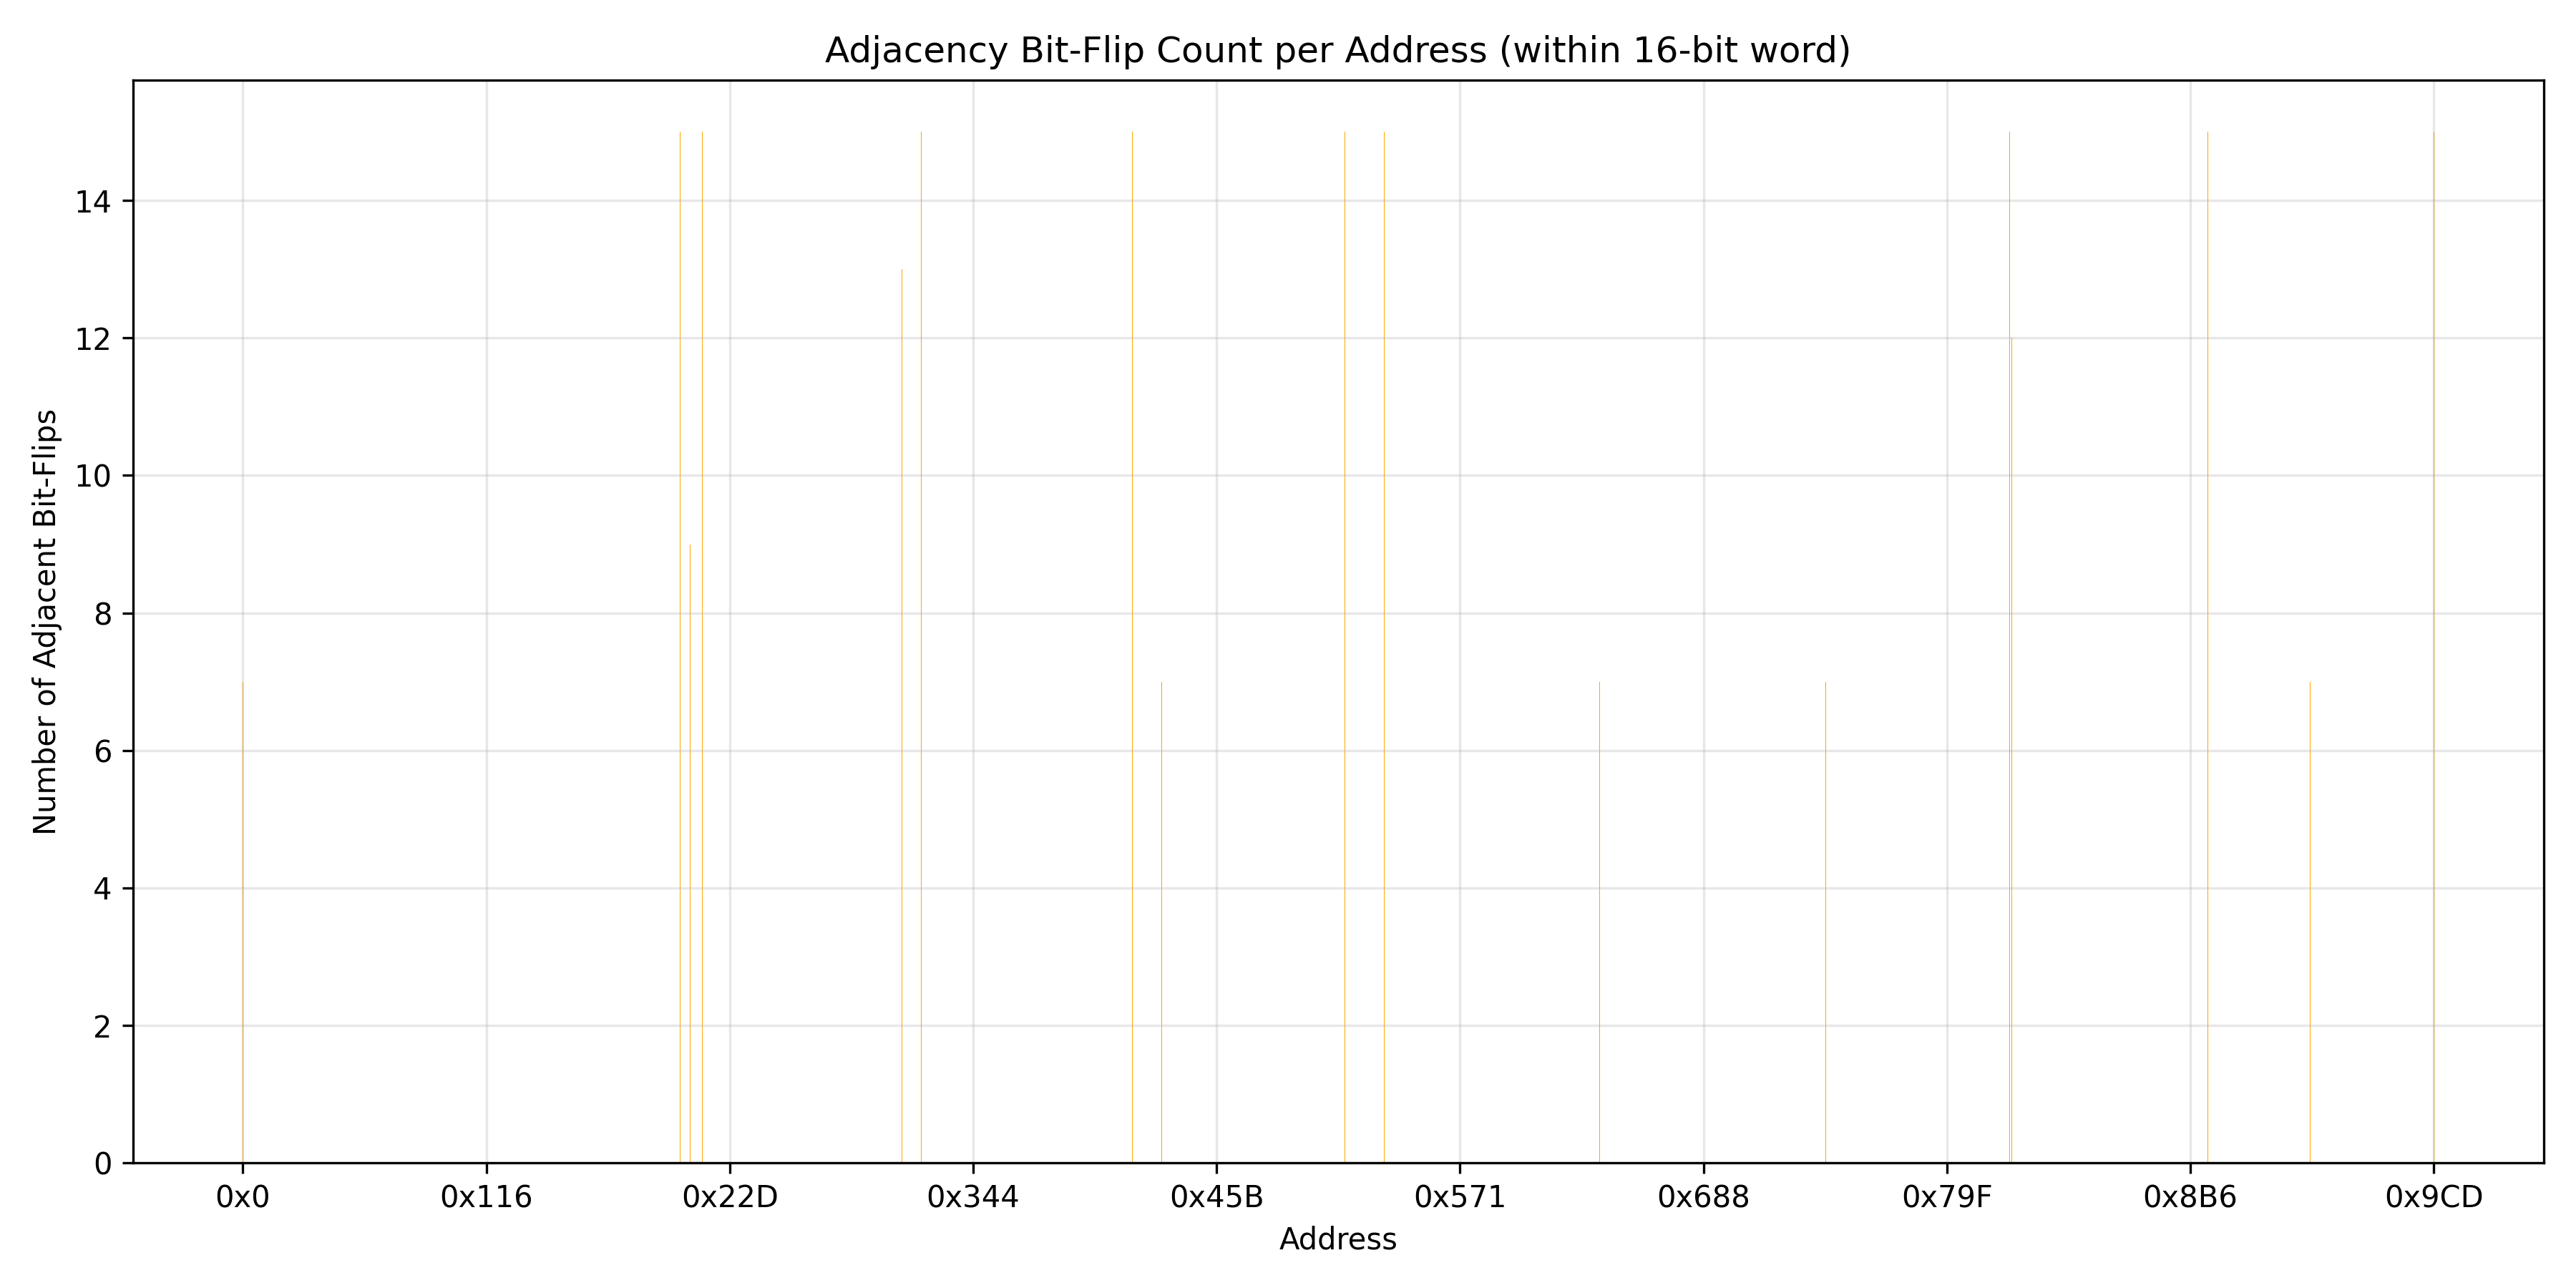 Adjacency Bit-Flip Count per Address (within 16-bit word)
Number of Adjacent Bit-Flips
14
12
10
8
6
4
2
0
0x0 0x116 0x22D 0x344 0x45B 0x571 0x688 0x79F 0x8B6 0x9CD
Address